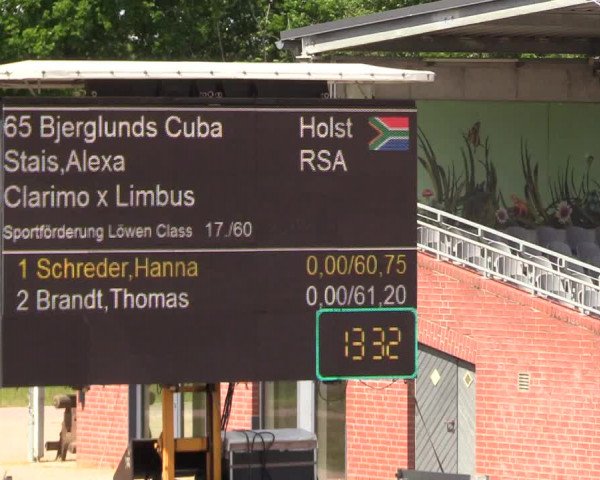 65 Bjerglunds Cuba Holst
Stais,Alexa RSA
Clarimo x Limbus
Sportförderung Löwen Class 17./60
1 Schreder,Hanna 0,00/60,75
2 Brandt,Thomas 0,00/61,20
13 32